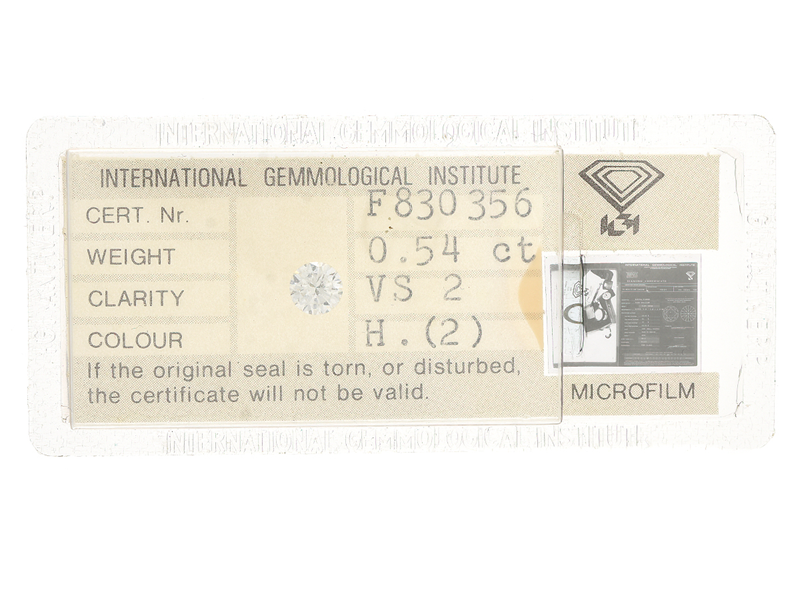 INTERNATIONAL GEMMOLOGICAL INSTITUTE
INTERNATIONAL GEMMOLOGICAL INSTITUTE
CERT. Nr. F830356
WEIGHT 0.54 ct
CLARITY VS 2
COLOUR H.(2)
If the original seal is torn, or disturbed,
the certificate will not be valid.
MICROFILM
INTERNATIONAL GEMMOLOGICAL INSTITUTE